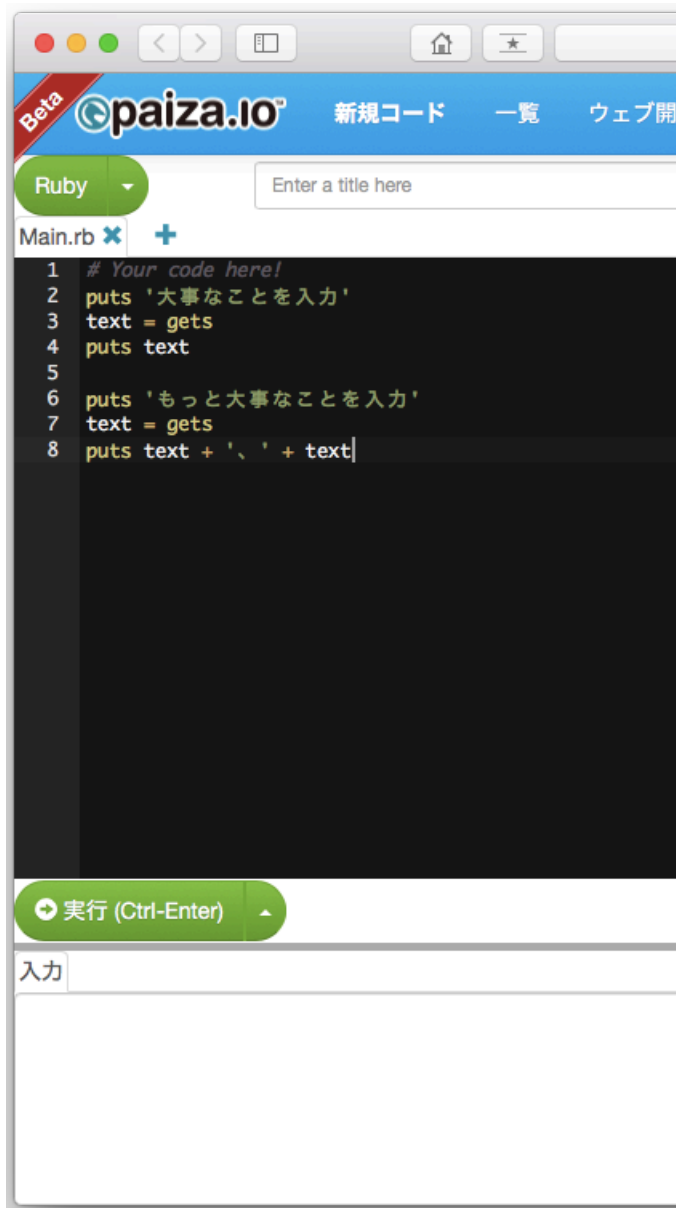 Beta
paiza.IO 新規コード 一覧 ウェブ開
Ruby
Enter a title here
Main.rb
1 # Your code here!
2 puts '大事なことを入力'
3 text = gets
4 puts text
5
6 puts 'もっと大事なことを入力'
7 text = gets
8 puts text + '、' + text
実行 (Ctrl-Enter)
入力